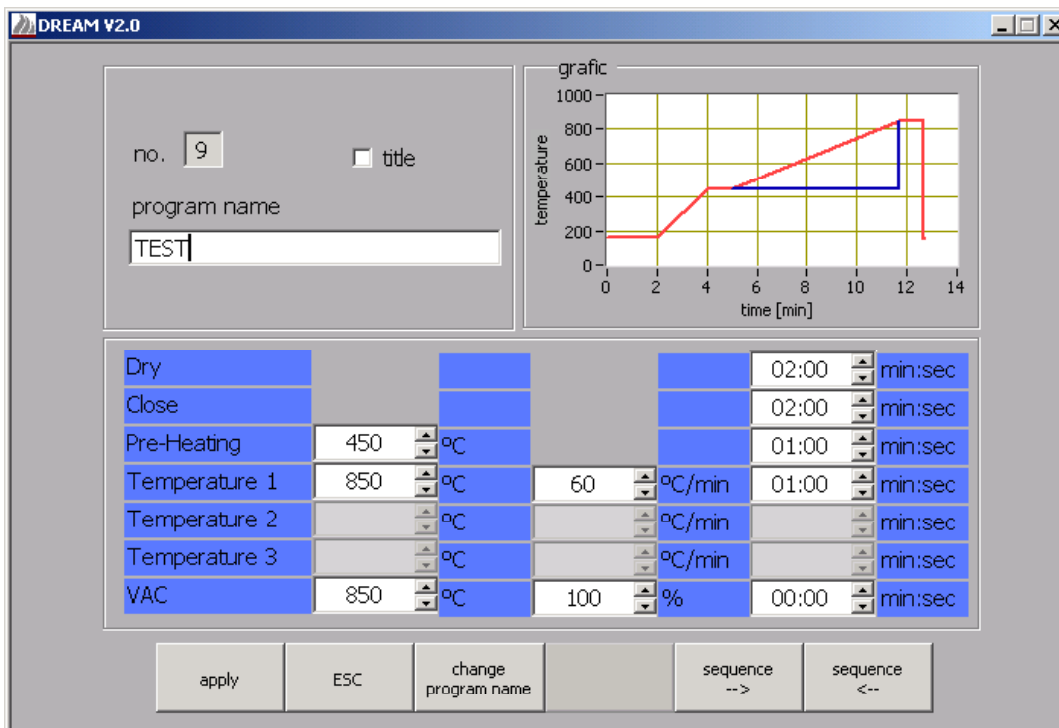 DREAM V2.0
no. 9
title
program name
TEST
grafic
temperature
1000
800
600
400
200
0
0 2 4 6 8 10 12 14
time [min]
Dry 02:00 min:sec
Close 02:00 min:sec
Pre-Heating 450 ºC 01:00 min:sec
Temperature 1 850 ºC 60 ºC/min 01:00 min:sec
Temperature 2 ºC ºC/min min:sec
Temperature 3 ºC ºC/min min:sec
VAC 850 ºC 100 % 00:00 min:sec
apply
ESC
change
program name
sequence
-->
sequence
<--